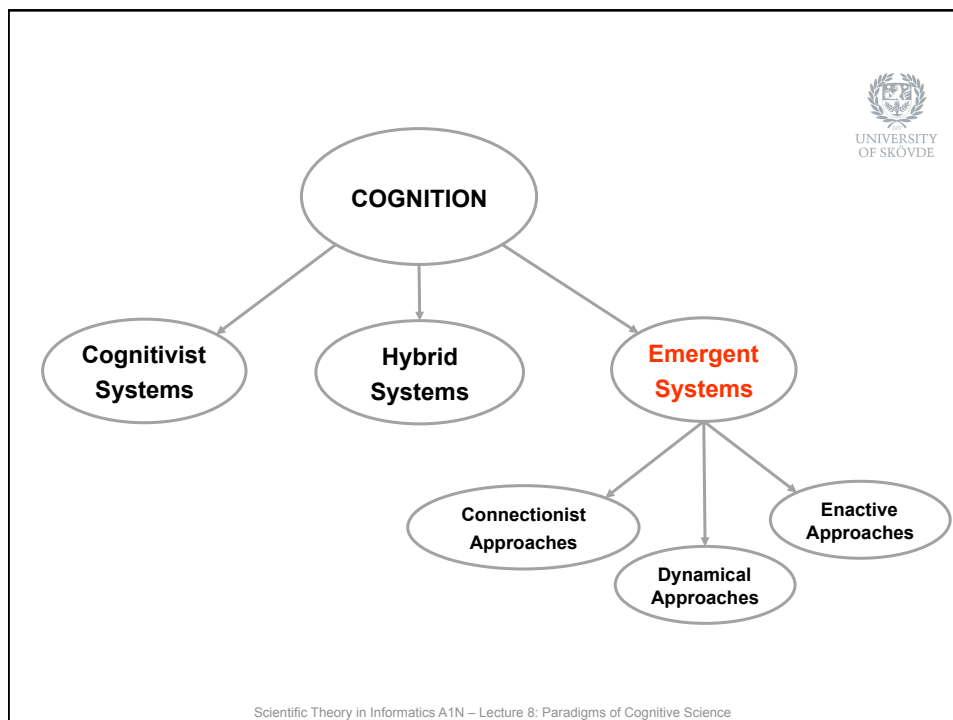 UNIVERSITY
OF SKÖVDE
COGNITION
Cognitivist
Systems
Hybrid
Systems
Emergent
Systems
Connectionist
Approaches
Dynamical
Approaches
Enactive
Approaches
Scientific Theory in Informatics A1N – Lecture 8: Paradigms of Cognitive Science